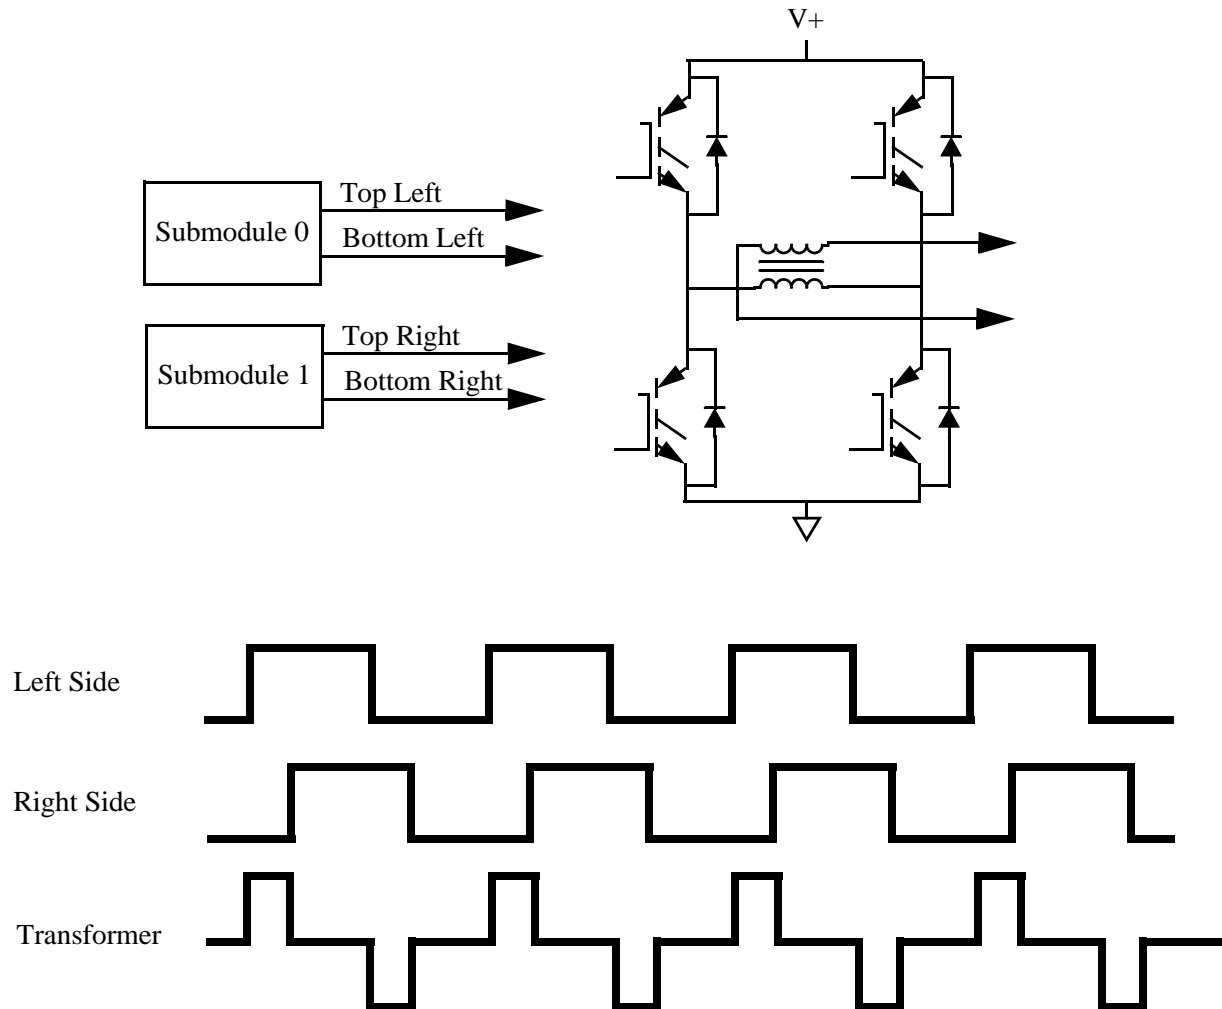 V+
Submodule 0
Top Left
Bottom Left
Submodule 1
Top Right
Bottom Right
Left Side
Right Side
Transformer